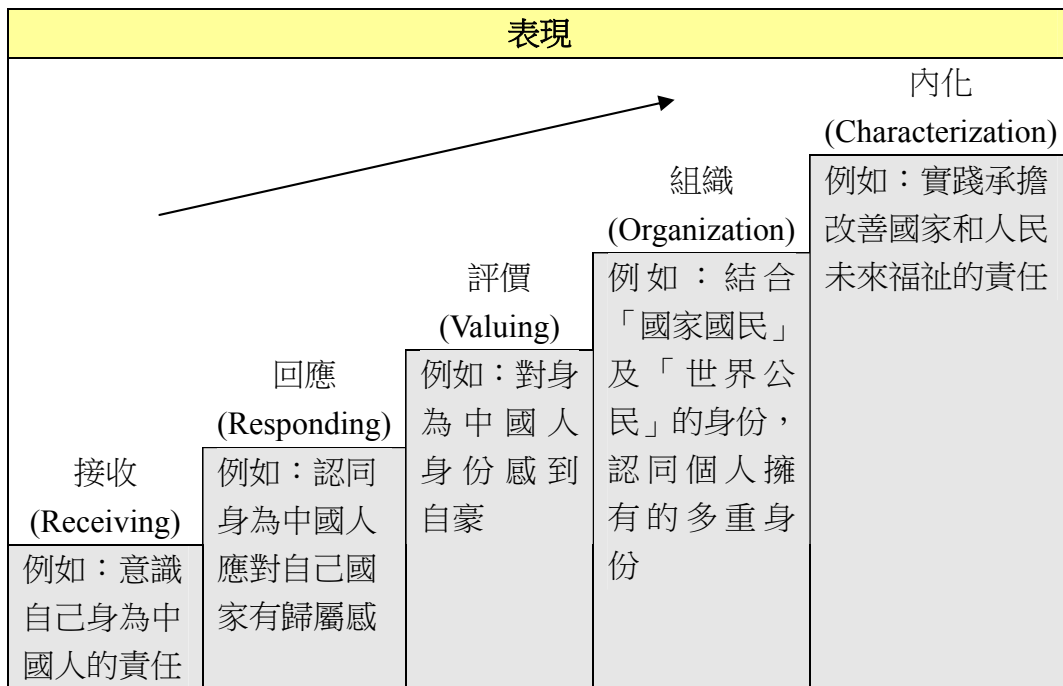 表現
內化
(Characterization)
例如：實踐承擔
改善國家和人民
未來福祉的責任
組織
(Organization)
例如：結合
「國家國民」
及「世界公
民」的身份，
認同個人擁
有的多重身
份
評價
(Valuing)
例如：對身
為中國人
身份感到
自豪
回應
(Responding)
例如：認同
身為中國人
應對自己國
家有歸屬感
接收
(Receiving)
例如：意識
自己身為中
國人的責任